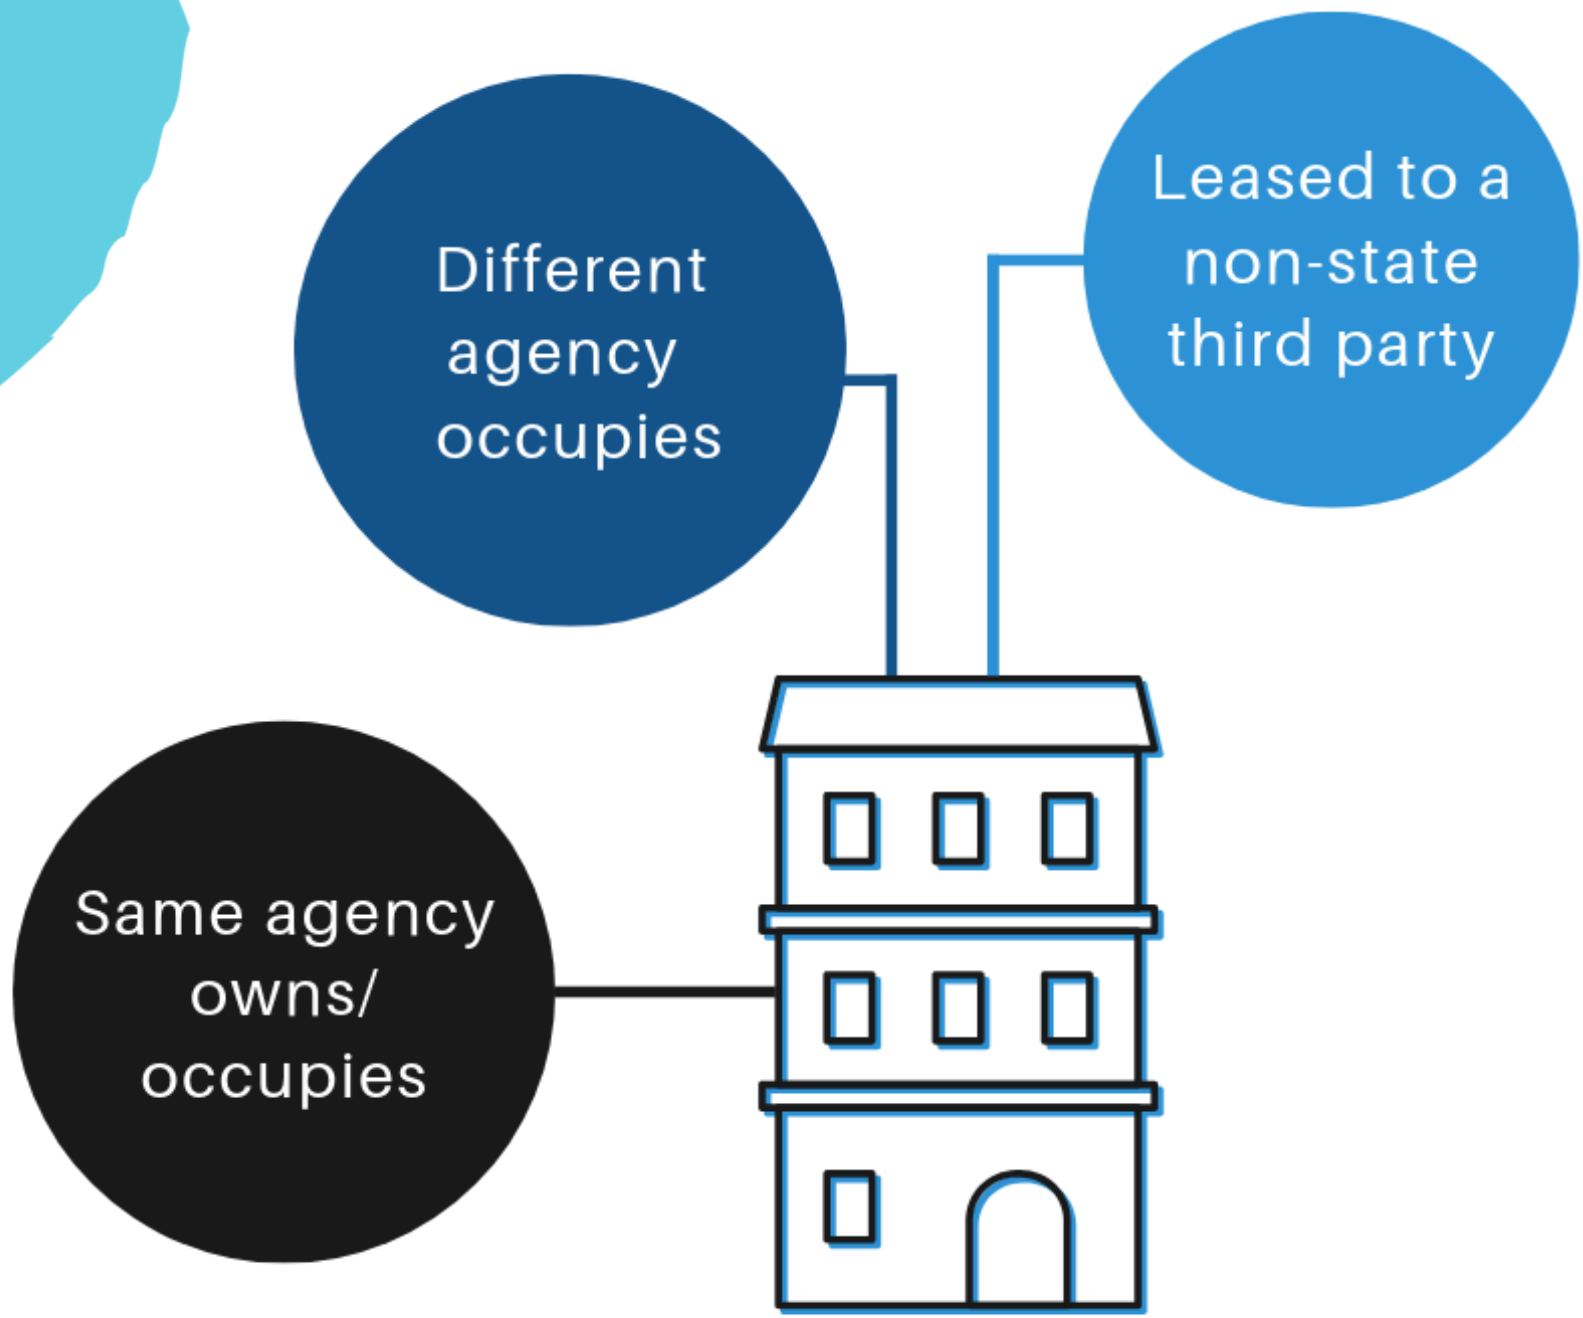 Different
agency
occupies
Leased to a
non-state
third party
Same agency
owns/
occupies